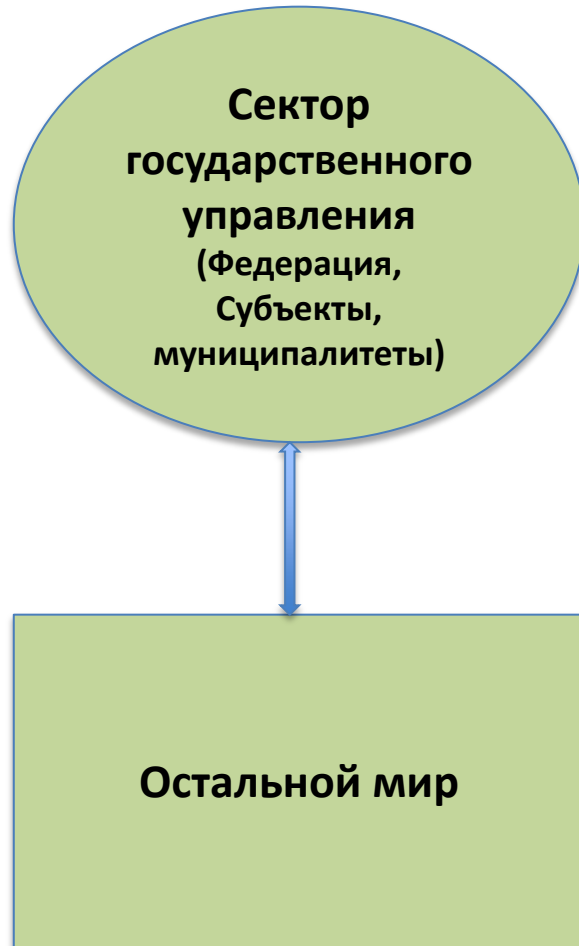 Сектор
государственного
управления
(Федерация,
Субъекты,
муниципалитеты)
Остальной мир